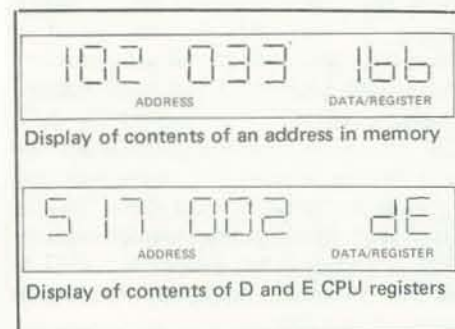 102 033 166
ADDRESS DATA/REGISTER
Display of contents of an address in memory
517 002 dE
ADDRESS DATA/REGISTER
Display of contents of D and E CPU registers